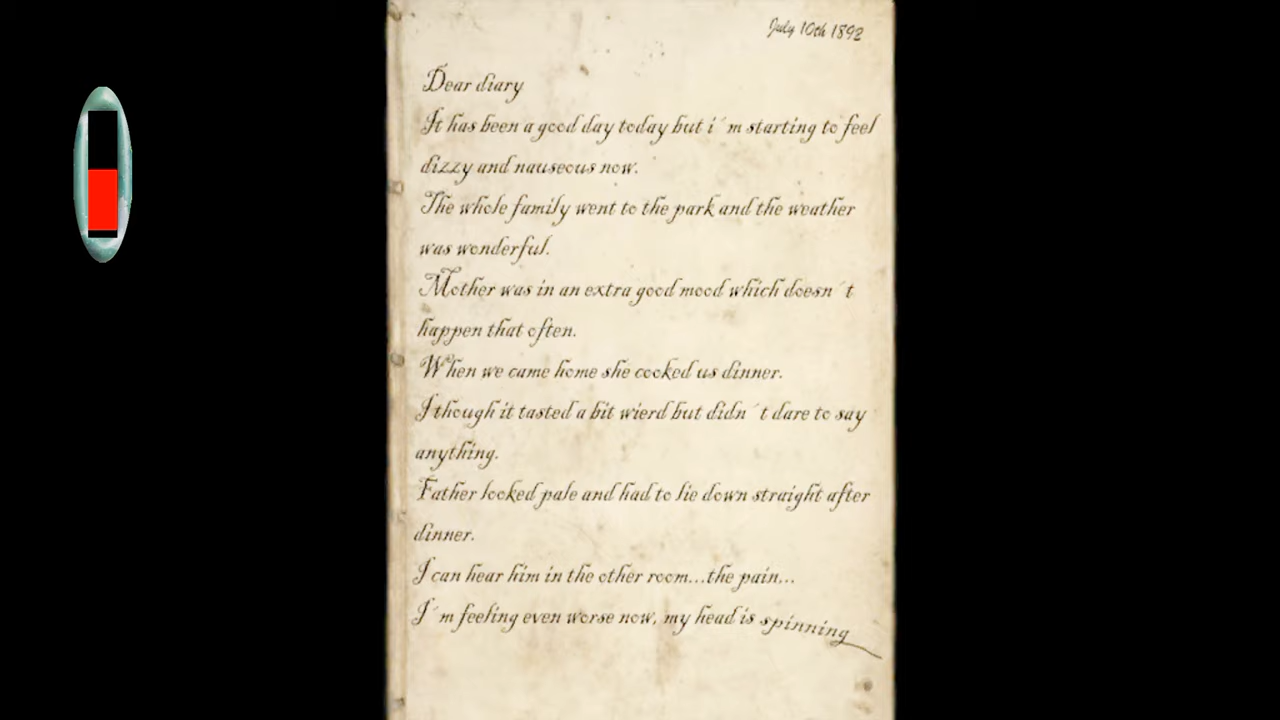 July 10th 1892
Dear diary
It has been a good day today but i´m starting to feel
dizzy and nauseous now.
The whole family went to the park and the weather
was wonderful.
Mother was in an extra good mood which doesn´t
happen that often.
When we came home she cooked us dinner.
I though it tasted a bit wierd but didn´t dare to say
anything.
Father looked pale and had to lie down straight after
dinner.
I can hear him in the other room...the pain...
I´m feeling even worse now, my head is spinning